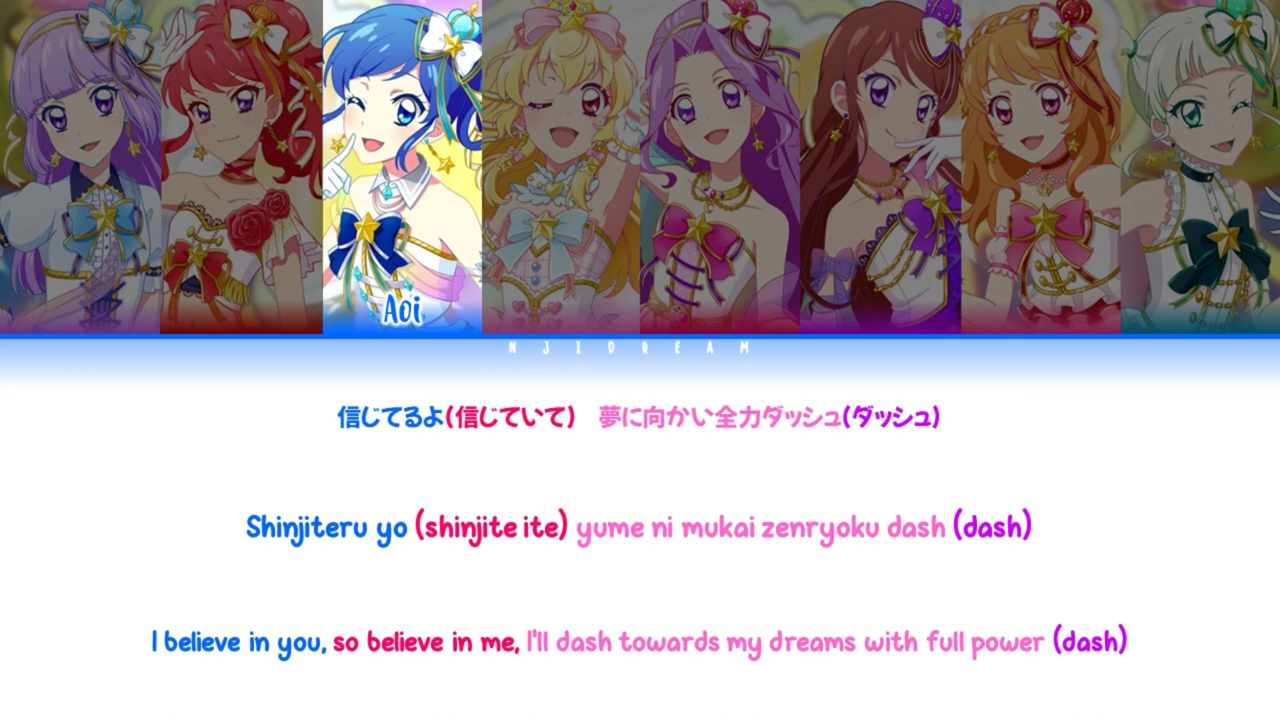 Aoi
NJIDREAM
信じてるよ(信じていて) 夢に向かい全力ダッシュ(ダッシュ)
Shinjiteru yo (shinjite ite) yume ni mukai zenryoku dash (dash)
I believe in you, so believe in me, I'll dash towards my dreams with full power (dash)